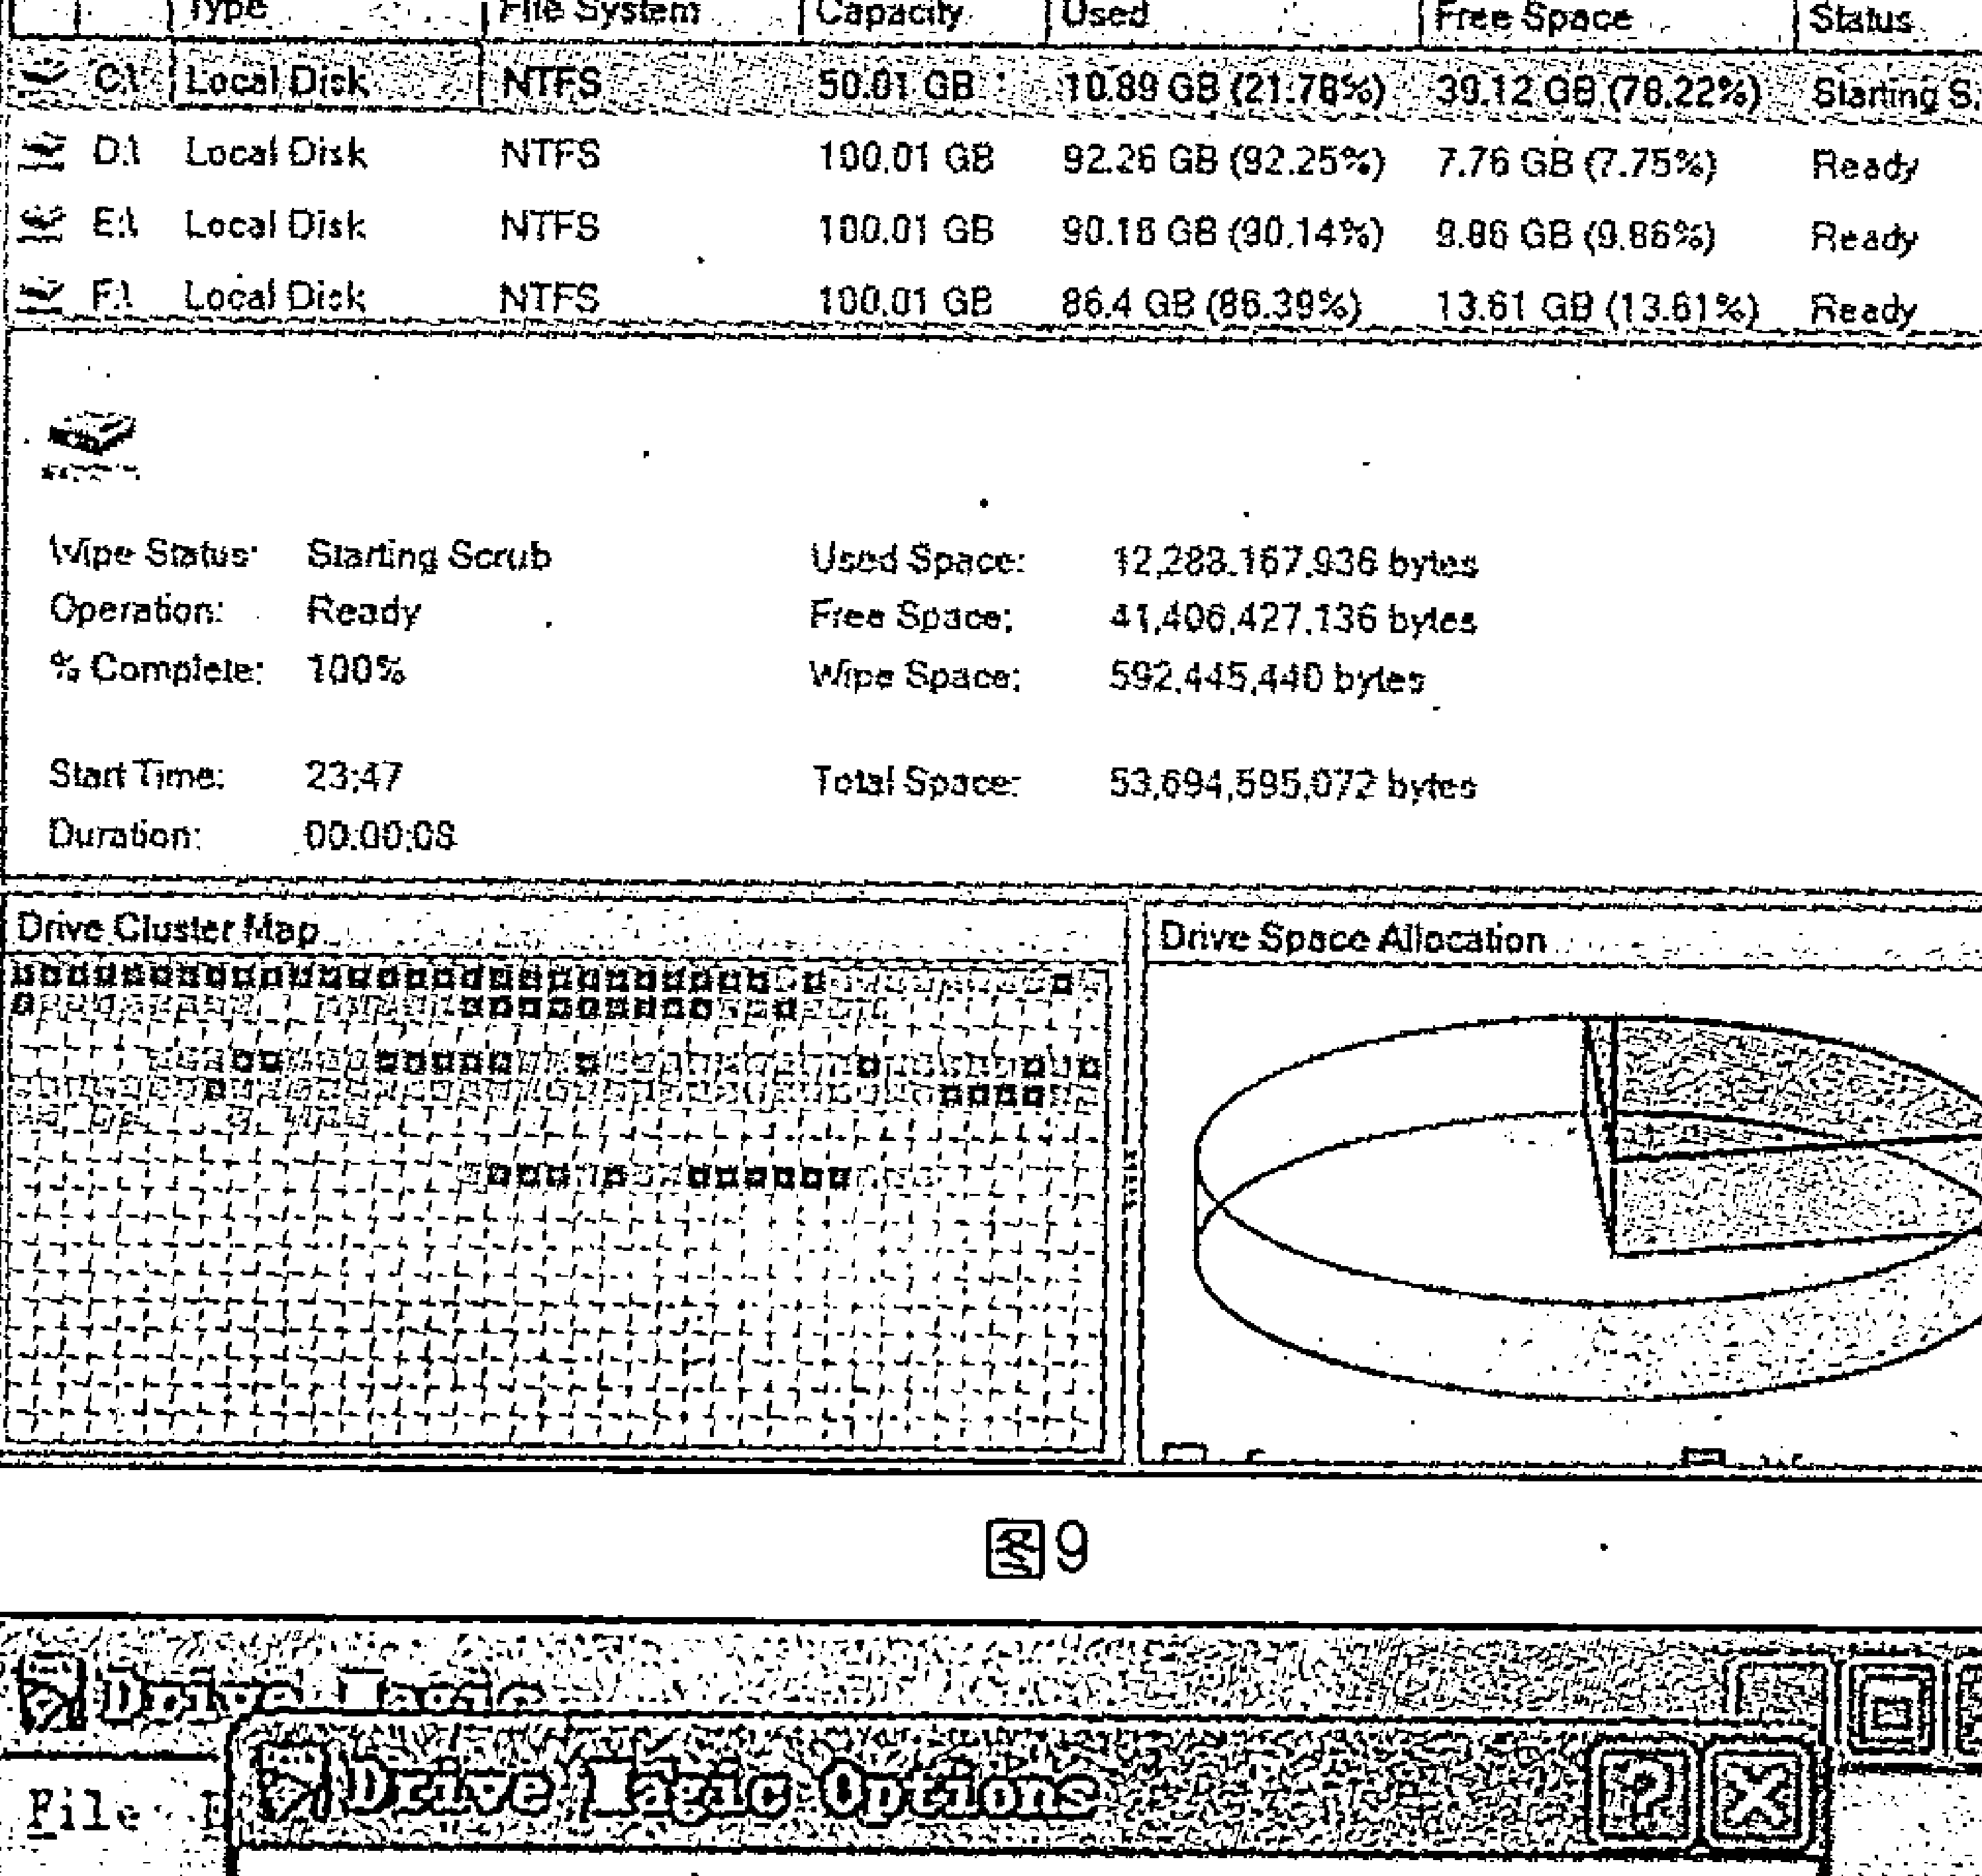 Type File System Capacity Used Free Space Status
C:\ Local Disk NTFS 50.01 GB 10.89 GB (21.78%) 39.12 GB (78.22%) Starting S.
D:\ Local Disk NTFS 100.01 GB 92.26 GB (92.25%) 7.76 GB (7.75%) Ready
E:\ Local Disk NTFS 100.01 GB 90.16 GB (90.14%) 9.86 GB (9.86%) Ready
F:\ Local Disk NTFS 100.01 GB 86.4 GB (86.39%) 13.61 GB (13.61%) Ready
Wipe Status: Starting Scrub Used Space: 12,288,167,936 bytes
Operation: Ready Free Space: 41,406,427,136 bytes
% Complete: 100% Wipe Space: 592,445,440 bytes
Start Time: 23:47 Total Space: 53,694,595,072 bytes
Duration: 00:00:08
Drive Cluster Map Drive Space Allocation
图9
Drive Magic
Drive Magic Options
File